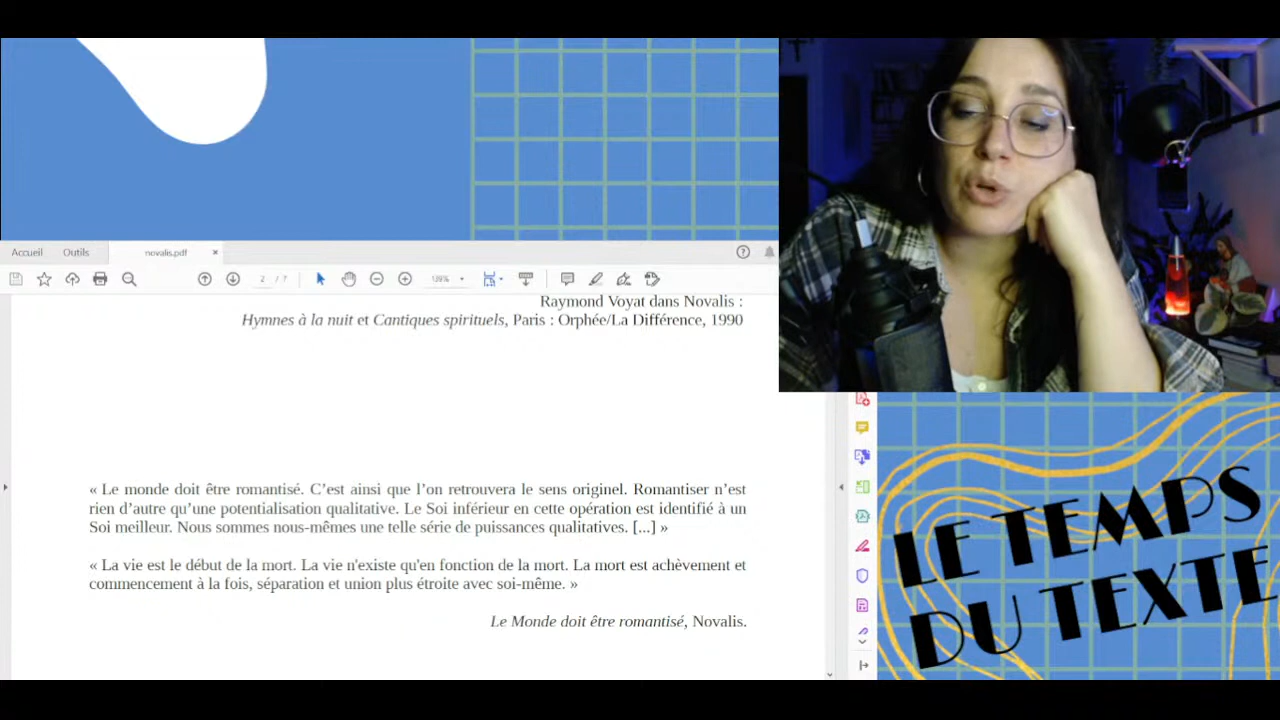 Accueil Outils novalis.pdf
2 / 7 139%
Raymond Voyat dans Novalis :
Hymnes à la nuit et Cantiques spirituels, Paris : Orphée/La Différence, 1990
« Le monde doit être romantisé. C’est ainsi que l’on retrouvera le sens originel. Romantiser n’est
rien d’autre qu’une potentialisation qualitative. Le Soi inférieur en cette opération est identifié à un
Soi meilleur. Nous sommes nous-mêmes une telle série de puissances qualitatives. [...] »
« La vie est le début de la mort. La vie n'existe qu'en fonction de la mort. La mort est achèvement et
commencement à la fois, séparation et union plus étroite avec soi-même. »
Le Monde doit être romantisé, Novalis.
LE TEMPS
DU TEXTE